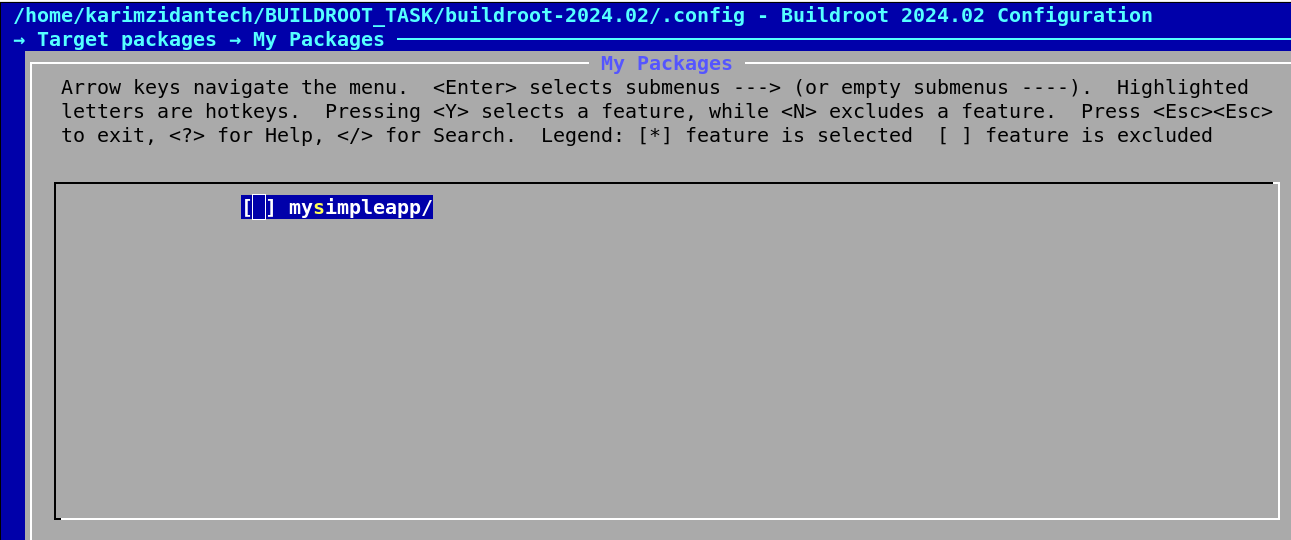 /home/karimzidantech/BUILDROOT_TASK/buildroot-2024.02/.config - Buildroot 2024.02 Configuration
→ Target packages → My Packages
My Packages
Arrow keys navigate the menu.  <Enter> selects submenus ---> (or empty submenus ----).  Highlighted
letters are hotkeys.  Pressing <Y> selects a feature, while <N> excludes a feature.  Press <Esc><Esc>
to exit, <?> for Help, </> for Search.  Legend: [*] feature is selected  [ ] feature is excluded
[ ] mysimpleapp/